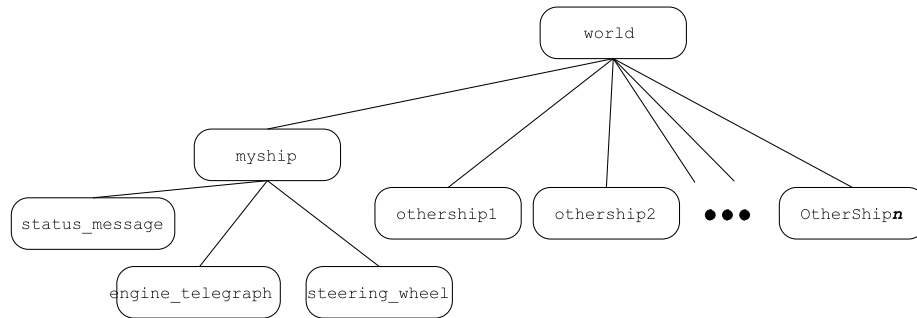 world
myship
othership1
othership2
OtherShipn
status_message
engine_telegraph
steering_wheel